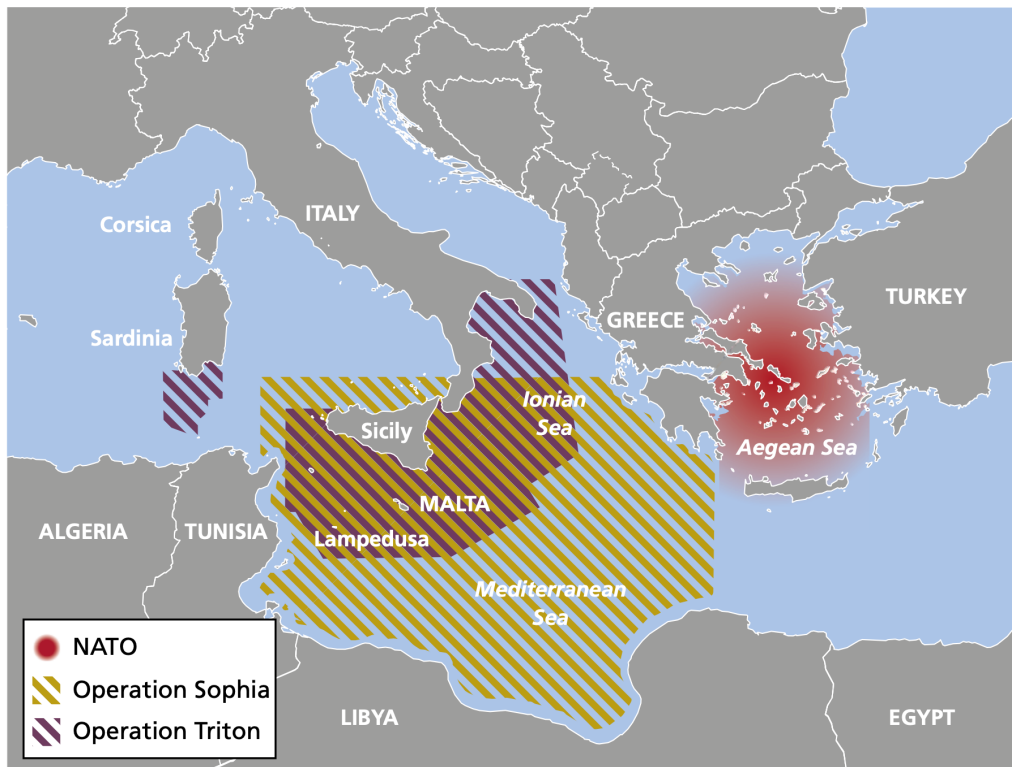 Corsica
ITALY
Sardinia
GREECE
TURKEY
Ionian
Sea
Sicily
Aegean Sea
MALTA
ALGERIA
TUNISIA
Lampedusa
Mediterranean
Sea
NATO
Operation Sophia
Operation Triton
LIBYA
EGYPT